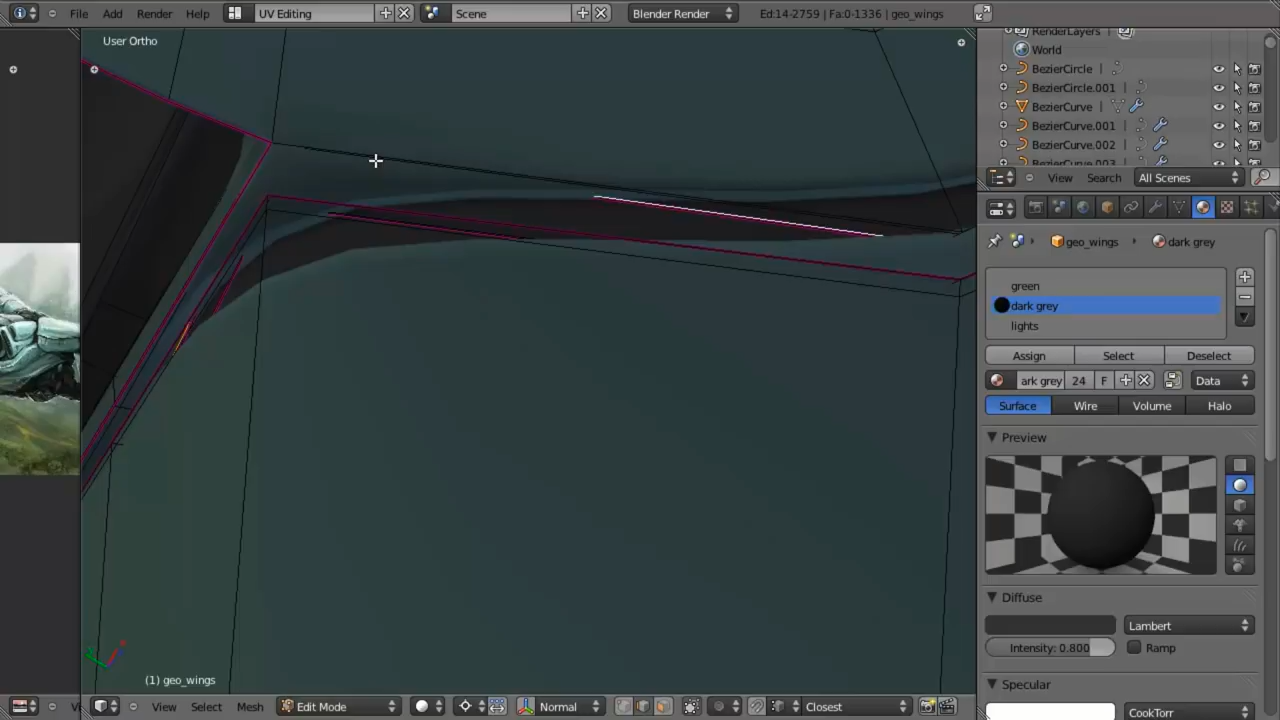 File Add Render Help UV Editing Scene Blender Render Ed:14-2759 | Fa:0-1336 | geo_wings
User Ortho
RenderLayers
World
BezierCircle
BezierCircle.001
BezierCurve
BezierCurve.001
BezierCurve.002
BezierCurve.003
View Search All Scenes
geo_wings dark grey
green
dark grey
lights
Assign Select Deselect
ark grey 24 F Data
Surface Wire Volume Halo
Preview
Diffuse
Lambert
Intensity: 0.800 Ramp
Specular
CookTorr
(1) geo_wings
Vi View Select Mesh Edit Mode Normal Closest